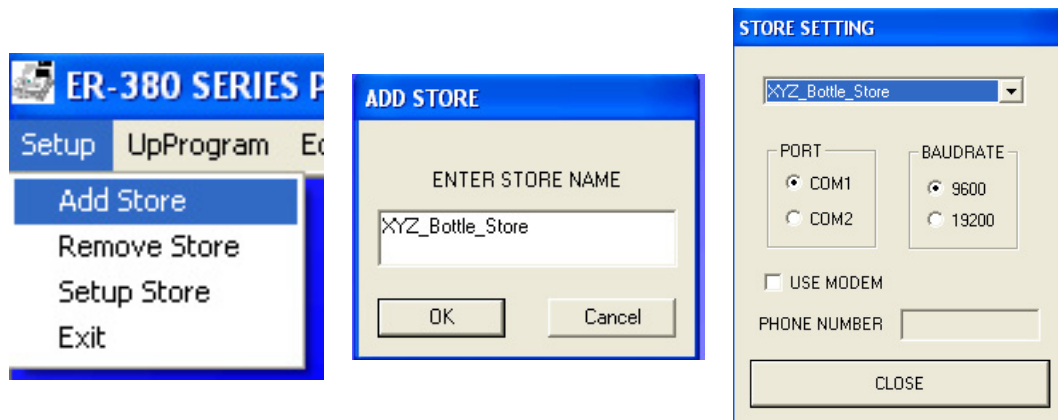 ER-380 SERIES P
Setup UpProgram Ec
Add Store
Remove Store
Setup Store
Exit
ADD STORE
ENTER STORE NAME
XYZ_Bottle_Store
OK Cancel
STORE SETTING
XYZ_Bottle_Store
PORT BAUDRATE
COM1 9600
COM2 19200
USE MODEM
PHONE NUMBER
CLOSE